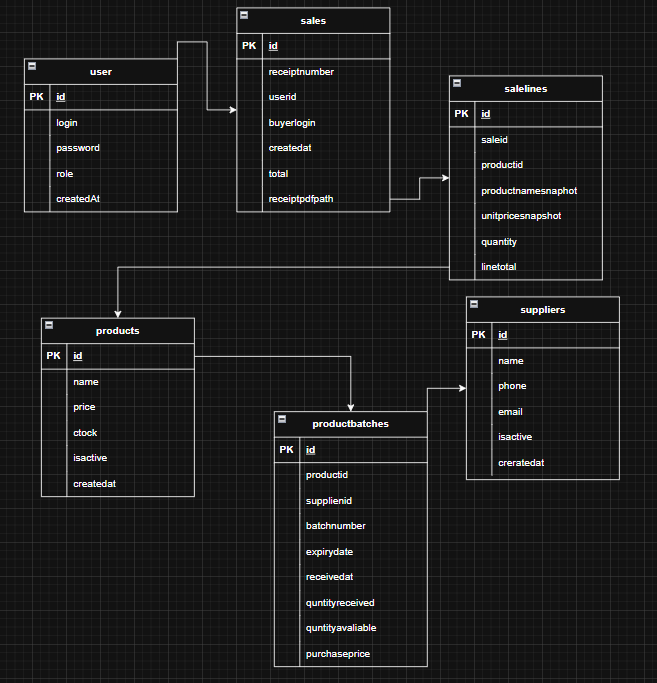 user
PK id
login
password
role
createdAt
sales
PK id
receiptnumber
userid
buyerlogin
createdat
total
receiptpdfpath
salelines
PK id
saleid
productid
productnamesnaphot
unitpricesnapshot
quantity
linetotal
products
PK id
name
price
ctock
isactive
createdat
productbatches
PK id
productid
supplienid
batchnumber
expirydate
receivedat
quntityreceived
quntityavaliable
purchaseprice
suppliers
PK id
name
phone
email
isactive
creratedat